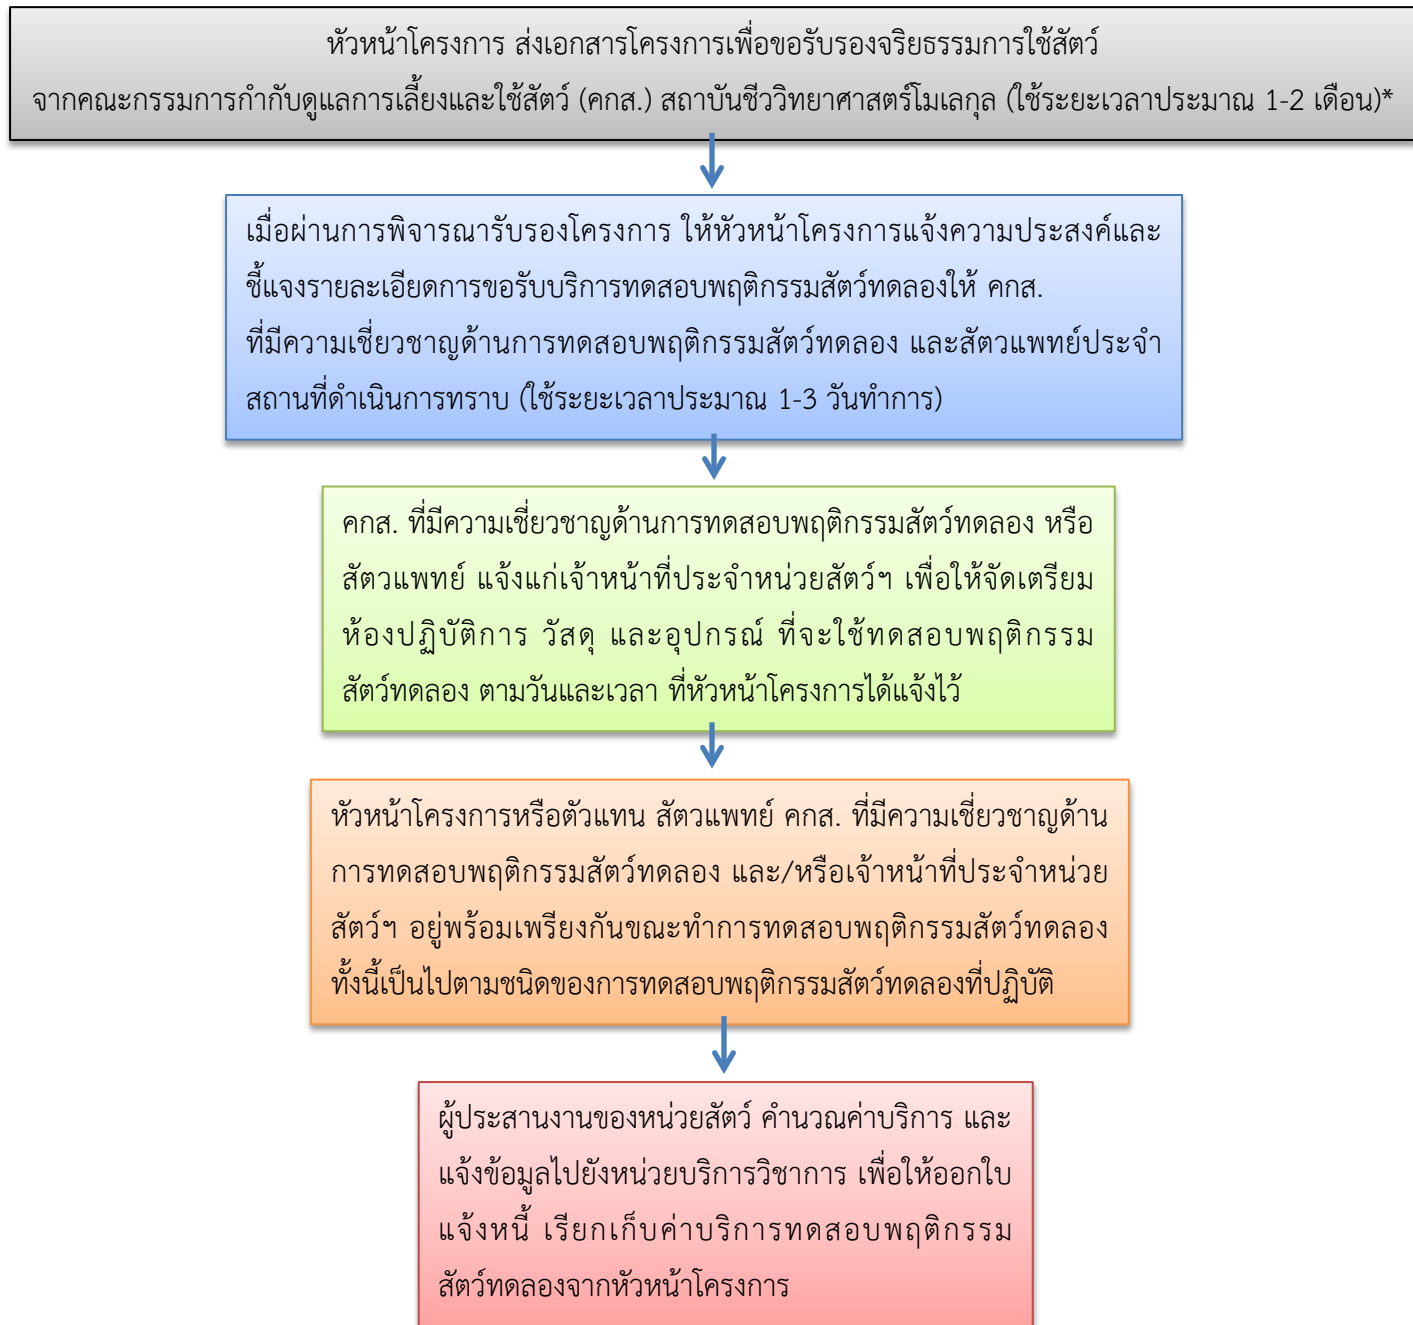 หัวหน้าโครงการ ส่งเอกสารโครงการเพื่อขอรับรองจริยธรรมการใช้สัตว์
จากคณะกรรมการกำกับดูแลการเลี้ยงและใช้สัตว์ (คกส.) สถาบันชีววิทยาศาสตร์โมเลกุล (ใช้ระยะเวลาประมาณ 1-2 เดือน)*
เมื่อผ่านการพิจารณารับรองโครงการ ให้หัวหน้าโครงการแจ้งความประสงค์และ
ชี้แจงรายละเอียดการขอรับบริการทดสอบพฤติกรรมสัตว์ทดลองให้ คกส.
ที่มีความเชี่ยวชาญด้านการทดสอบพฤติกรรมสัตว์ทดลอง และสัตวแพทย์ประจำ
สถานที่ดำเนินการทราบ (ใช้ระยะเวลาประมาณ 1-3 วันทำการ)
คกส. ที่มีความเชี่ยวชาญด้านการทดสอบพฤติกรรมสัตว์ทดลอง หรือ
สัตวแพทย์ แจ้งแก่เจ้าหน้าที่ประจำหน่วยสัตว์ฯ เพื่อให้จัดเตรียม
ห้องปฏิบัติการ วัสดุ และอุปกรณ์ ที่จะใช้ทดสอบพฤติกรรม
สัตว์ทดลอง ตามวันและเวลา ที่หัวหน้าโครงการได้แจ้งไว้
หัวหน้าโครงการหรือตัวแทน สัตวแพทย์ คกส. ที่มีความเชี่ยวชาญด้าน
การทดสอบพฤติกรรมสัตว์ทดลอง และ/หรือเจ้าหน้าที่ประจำหน่วย
สัตว์ฯ อยู่พร้อมเพรียงกันขณะทำการทดสอบพฤติกรรมสัตว์ทดลอง
ทั้งนี้เป็นไปตามชนิดของการทดสอบพฤติกรรมสัตว์ทดลองที่ปฏิบัติ
ผู้ประสานงานของหน่วยสัตว์ คำนวณค่าบริการ และ
แจ้งข้อมูลไปยังหน่วยบริการวิชาการ เพื่อให้ออกใบ
แจ้งหนี้ เรียกเก็บค่าบริการทดสอบพฤติกรรม
สัตว์ทดลองจากหัวหน้าโครงการ